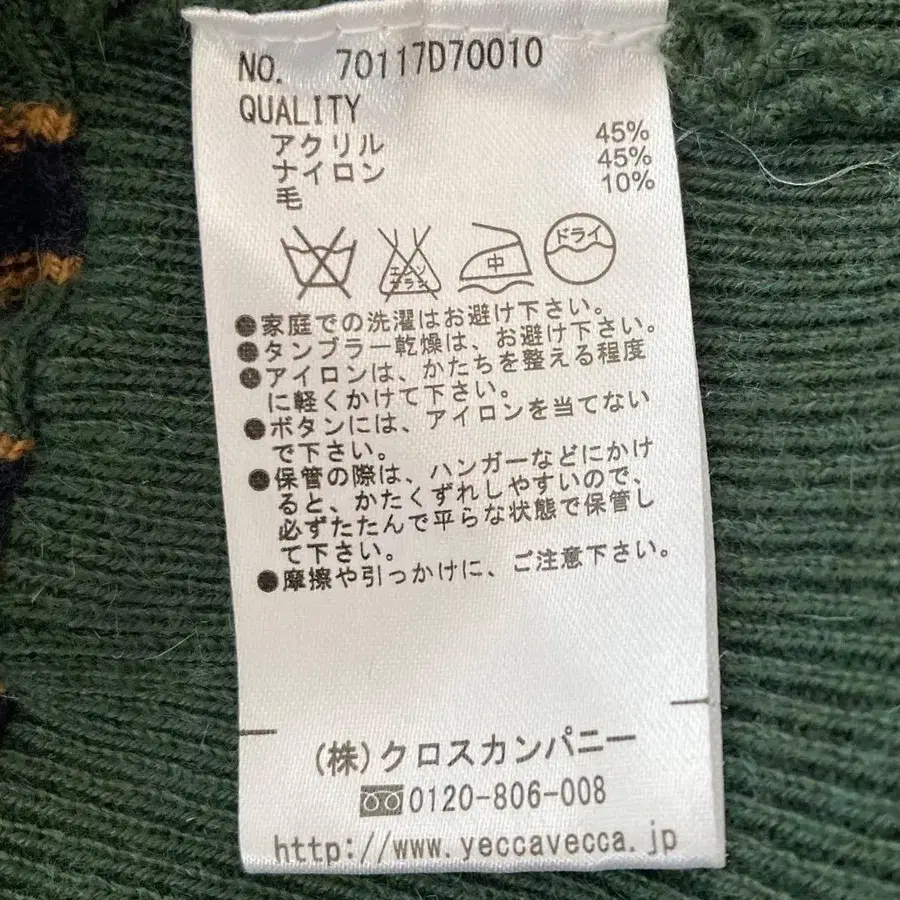 NO. 70117D70010
QUALITY
アクリル 45%
ナイロン 45%
毛 10%
エンソ
サラシ
中
ドライ
●家庭での洗濯はお避け下さい。
●タンブラー乾燥は、お避け下さい。
●アイロンは、かたちを整える程度
に軽くかけて下さい。
●ボタンには、アイロンを当てない
で下さい。
●保管の際は、ハンガーなどにかけ
ると、かたくずれしやすいので、
必ずたたんで平らな状態で保管し
て下さい。
●摩擦や引っかけに、ご注意下さい。
(株)クロスカンパニー
0120-806-008
http://www.yeccavecca.jp